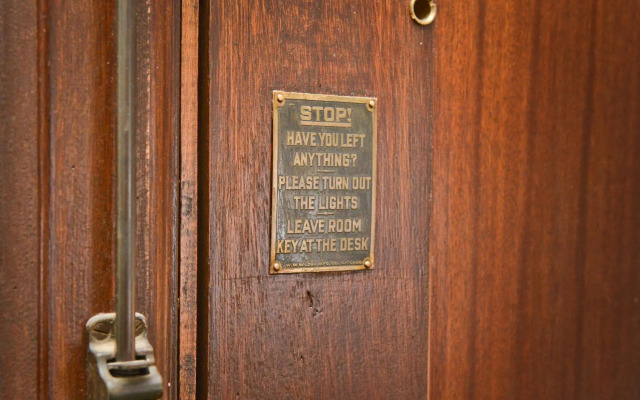 STOP!
HAVE YOU LEFT
ANYTHING?
PLEASE TURN OUT
THE LIGHTS
LEAVE ROOM
KEY AT THE DESK